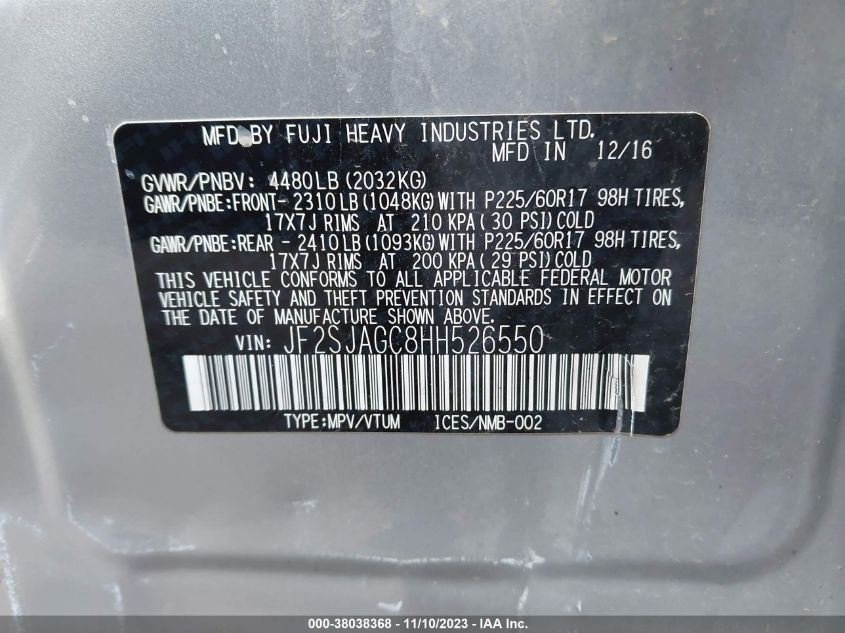 MFD BY FUJI HEAVY INDUSTRIES LTD.
MFD IN 12/16
GVWR/PNBV: 4480LB (2032KG)
GAWR/PNBE:FRONT- 2310LB (1048KG) WITH P225/60R17 98H TIRES,
17X7J RIMS AT 210 KPA ( 30 PSI) COLD
GAWR/PNBE:REAR - 2410LB (1093KG) WITH P225/60R17 98H TIRES,
17X7J RIMS AT 200 KPA ( 29 PSI) COLD
THIS VEHICLE CONFORMS TO ALL APPLICABLE FEDERAL MOTOR
VEHICLE SAFETY AND THEFT PREVENTION STANDARDS IN EFFECT ON
THE DATE OF MANUFACTURE SHOWN ABOVE.
VIN: JF2SJAGC8HH526550
TYPE:MPV/VTUM ICES/NMB-002
000-38038368 - 11/10/2023 - IAA Inc.